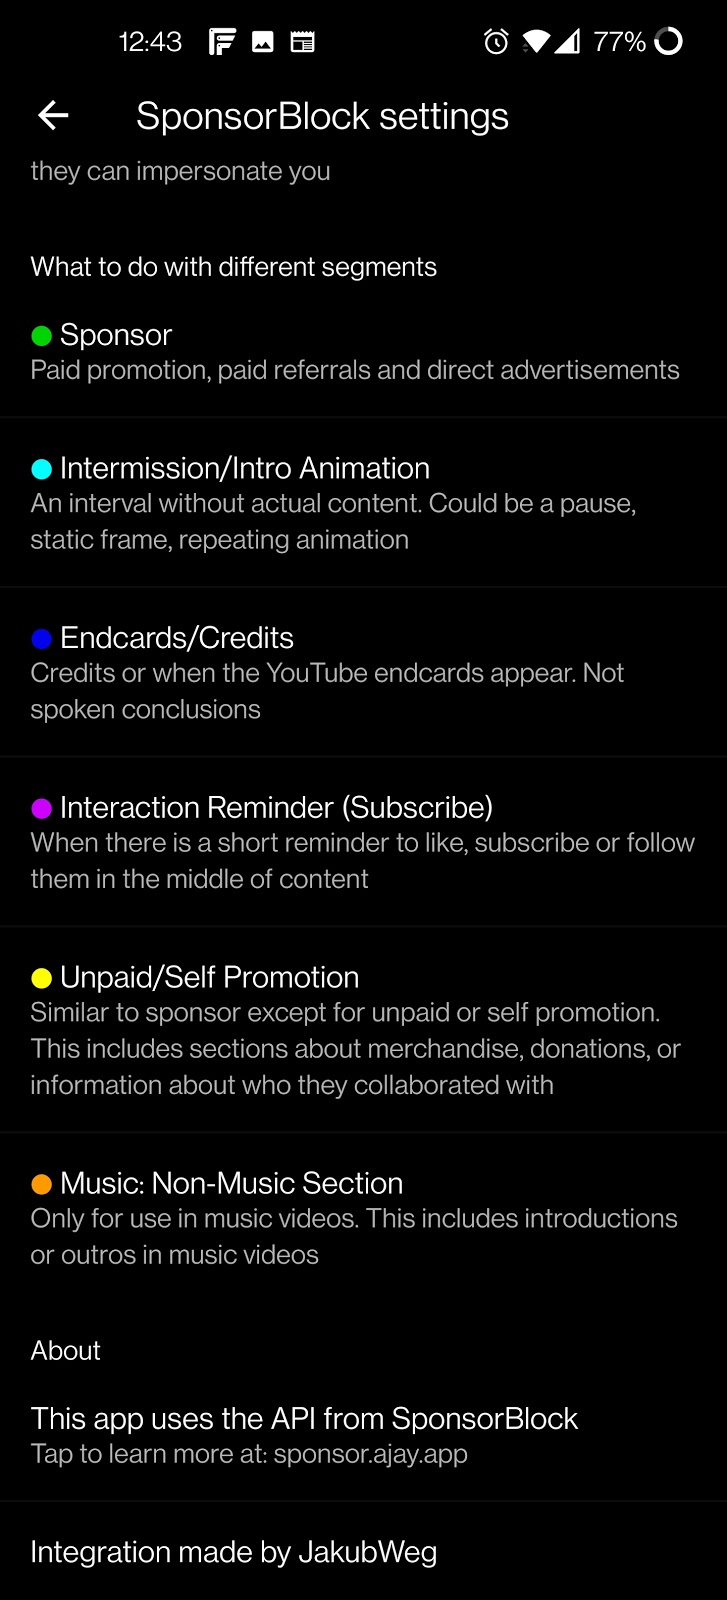 12:43
77%
SponsorBlock settings
they can impersonate you
What to do with different segments
Sponsor
Paid promotion, paid referrals and direct advertisements
Intermission/Intro Animation
An interval without actual content. Could be a pause,
static frame, repeating animation
Endcards/Credits
Credits or when the YouTube endcards appear. Not
spoken conclusions
Interaction Reminder (Subscribe)
When there is a short reminder to like, subscribe or follow
them in the middle of content
Unpaid/Self Promotion
Similar to sponsor except for unpaid or self promotion.
This includes sections about merchandise, donations, or
information about who they collaborated with
Music: Non-Music Section
Only for use in music videos. This includes introductions
or outros in music videos
About
This app uses the API from SponsorBlock
Tap to learn more at: sponsor.ajay.app
Integration made by JakubWeg